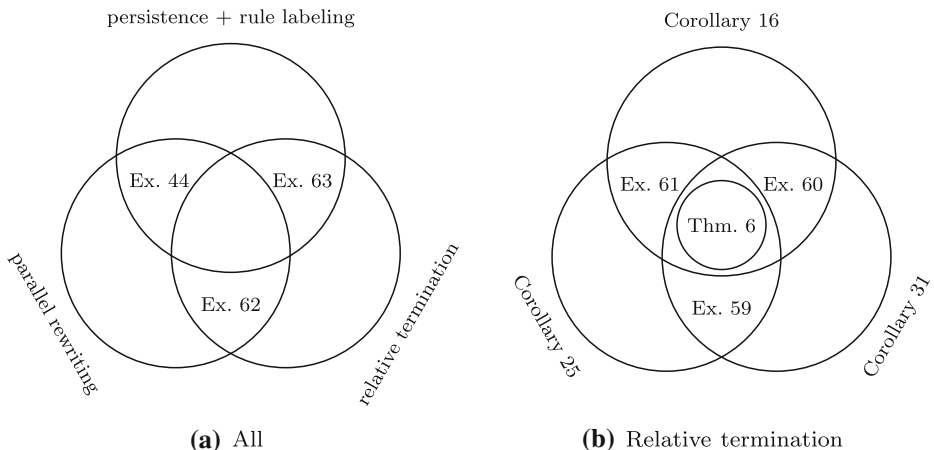 persistence + rule labeling
Ex. 44
Ex. 63
Ex. 62
parallel rewriting
relative termination
(a) All
Corollary 16
Ex. 61
Ex. 60
Thm. 6
Ex. 59
Corollary 25
Corollary 31
(b) Relative termination